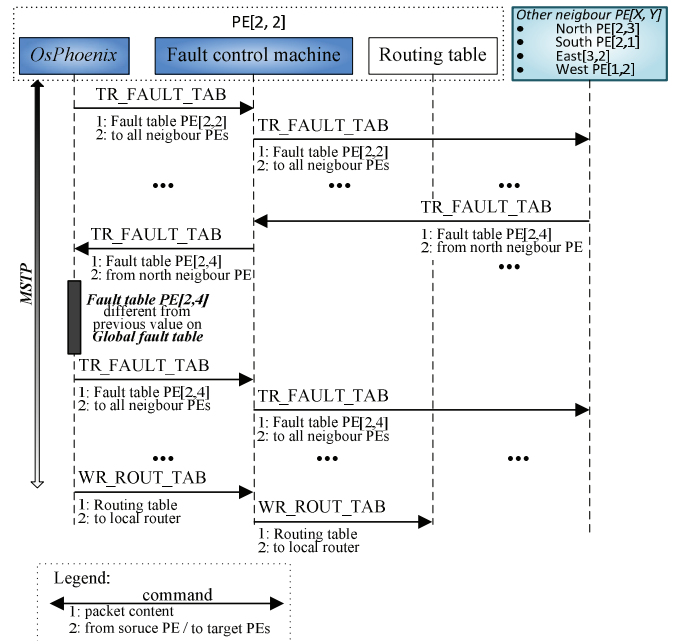 PE[2, 2]
Other neigbour PE[X, Y]
• North PE[2,3]
• South PE[2,1]
• East[3,2]
• West PE[1,2]
OsPhoenix
Fault control machine
Routing table
TR_FAULT_TAB
1: Fault table PE[2,2]
2: to all neigbour PEs
TR_FAULT_TAB
1: Fault table PE[2,2]
2: to all neigbour PEs
•••
•••
•••
TR_FAULT_TAB
1: Fault table PE[2,4]
2: from north neigbour PE
•••
TR_FAULT_TAB
1: Fault table PE[2,4]
2: from north neigbour PE
MSTP
Fault table PE[2,4]
different from
previous value on
Global fault table
TR_FAULT_TAB
1: Fault table PE[2,4]
2: to all neigbour PEs
TR_FAULT_TAB
1: Fault table PE[2,4]
2: to all neigbour PEs
•••
•••
•••
WR_ROUT_TAB
1: Routing table
2: to local router
WR_ROUT_TAB
1: Routing table
2: to local router
Legend:
command
1: packet content
2: from soruce PE / to target PEs